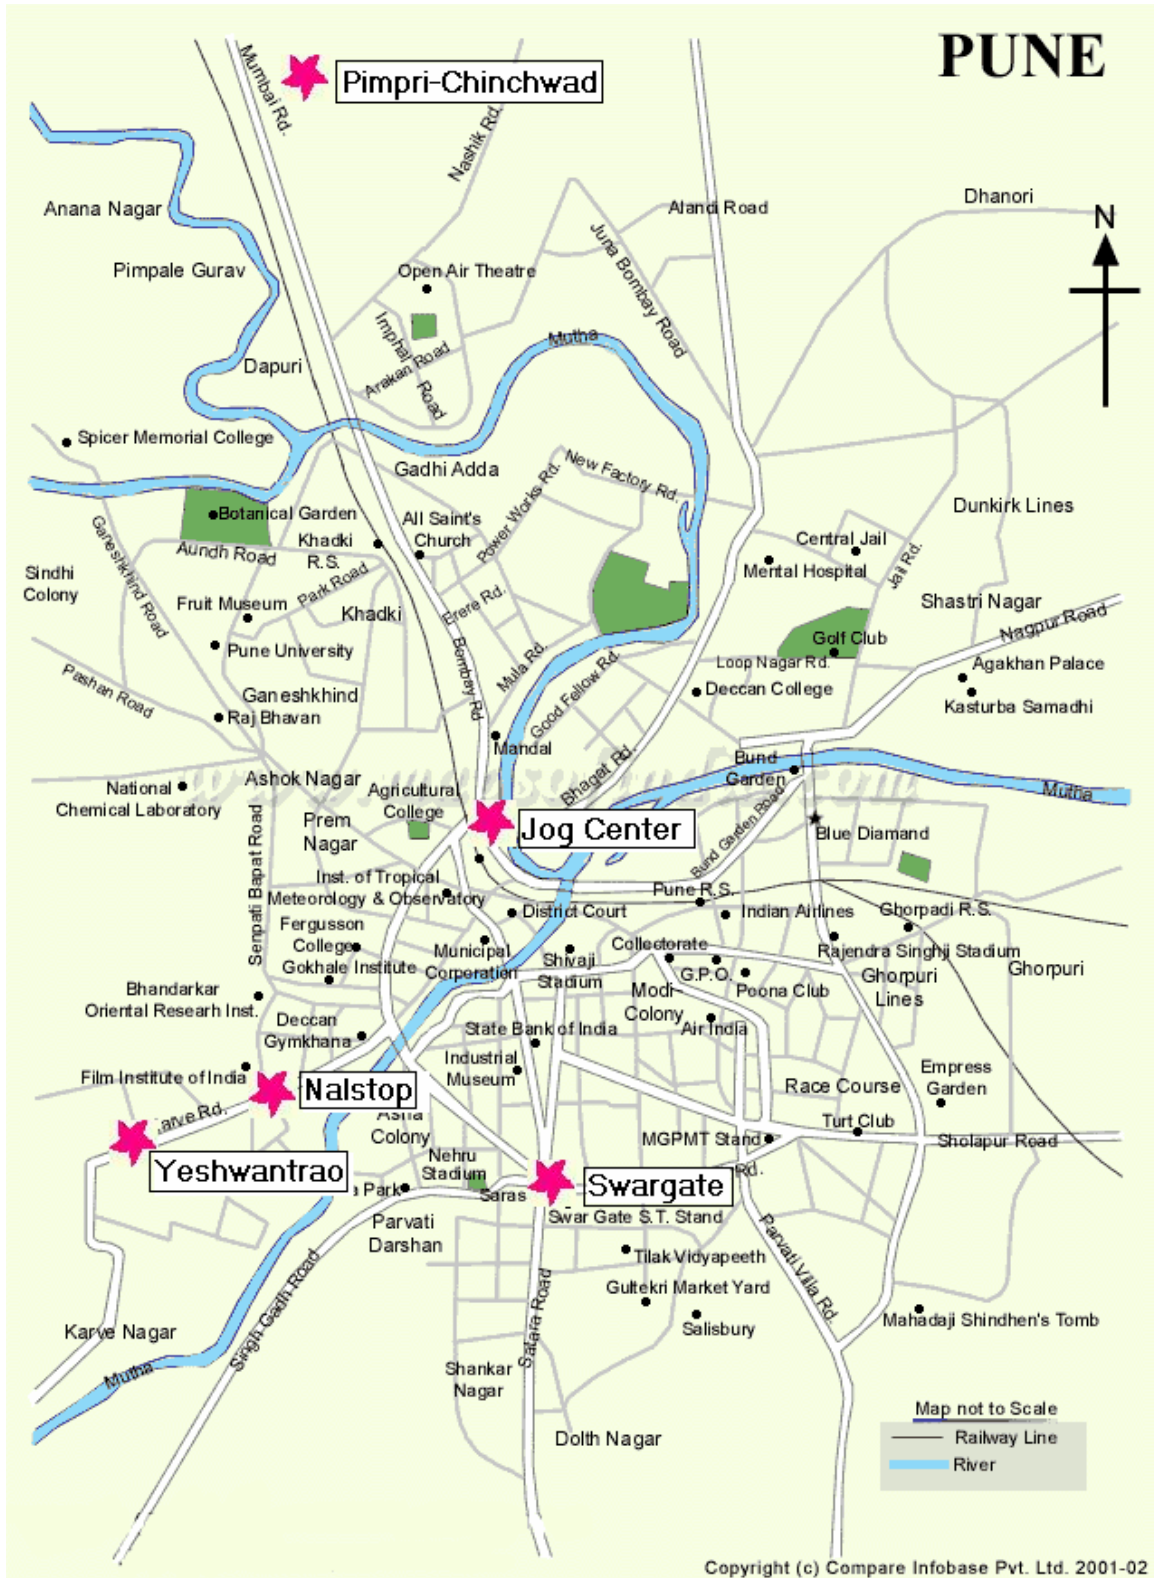 PUNE
Pimpri-Chinchwad
Mumbai Rd.
Nashik Rd.
Anana Nagar
Alandi Road
Dhanori
N
Pimpale Gurav
Open Air Theatre
Juna Bombay Road
Imphal
Road
Arakan Road
Mutha
Dapuri
Spicer Memorial College
Gadhi Adda
New Factory Rd.
Power Works Rd.
Dunkirk Lines
Botanical Garden
All Saint's
Church
Aundh Road
Khadki
R.S.
Central Jail
Mental Hospital
Jail Rd.
Sindhi
Colony
Ganeshkhind Road
Park Road
Fruit Museum
Khadki
Erere Rd.
Shastri Nagar
Nagpur Road
Pune University
Golf Club
Bombay Rd
Mula Rd.
Good Fellow Rd.
Loop Nagar Rd.
Agakhan Palace
Pashan Road
Ganeshkhind
Deccan College
Kasturba Samadhi
Raj Bhavan
Mandal
Bhagat Rd.
Bund
Garden
National
Chemical Laboratory
Ashok Nagar
Agricultural
College
Mutha
Prem
Nagar
Jog Center
Bund Garden Road
Blue Diamand
Senpati Bapat Road
Inst. of Tropical
Meteorology & Observatory
Pune R.S.
District Court
Indian Airlines
Ghorpadi R.S.
Fergusson
College
Municipal
Corporation
Shivaji
Stadium
Collectorate
Rajendra Singhji Stadium
Gokhale Institute
G.P.O.
Poona Club
Ghorpuri
Lines
Ghorpuri
Bhandarkar
Oriental Researh Inst.
Modi-
Colony
Deccan
Gymkhana
State Bank of India
Air India
Industrial
Museum
Film Institute of India
Nalstop
Race Course
Empress
Garden
arve Rd.
Asha
Colony
Turt Club
Yeshwantrao
Nehru
Stadium
MGPMT Stand
Sholapur Road
Rd.
a Park
Saras
Swargate
Swar Gate S.T. Stand
Parvati
Darshan
Tilak Vidyapeeth
Parvati Villa Rd.
Gultekri Market Yard
Salisbury
Mahadaji Shindhen's Tomb
Karve Nagar
Singh Gadh Road
Satara Road
Mutha
Shankar
Nagar
Dolth Nagar
Map not to Scale
Railway Line
River
Copyright (c) Compare Infobase Pvt. Ltd. 2001-02